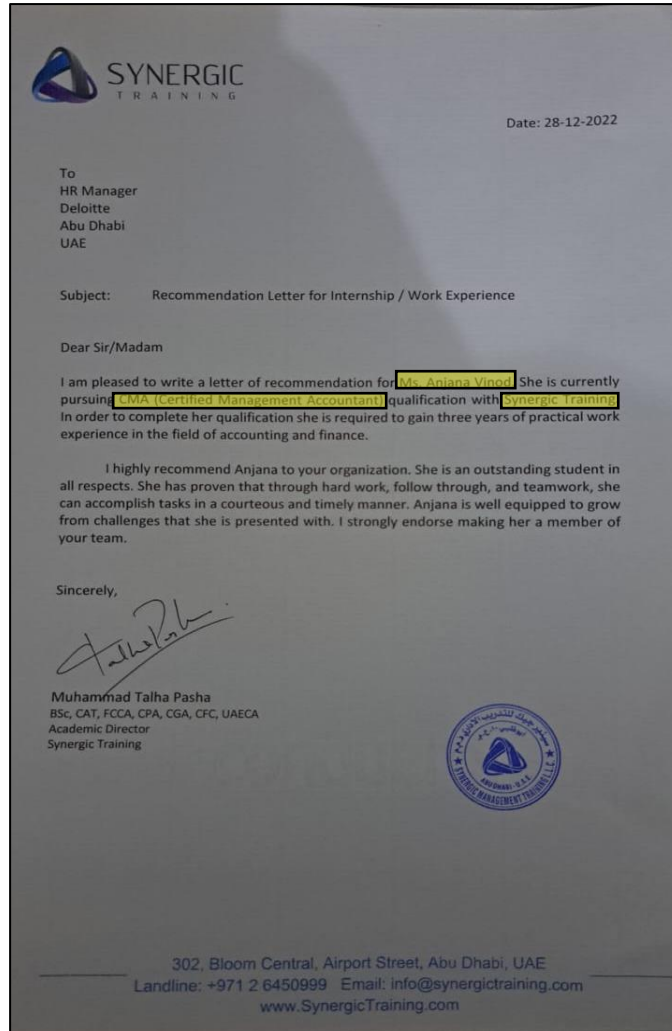 SYNERGIC
TRAINING
Date: 28-12-2022
To
HR Manager
Deloitte
Abu Dhabi
UAE
Subject: Recommendation Letter for Internship / Work Experience
Dear Sir/Madam
I am pleased to write a letter of recommendation for Ms. Anjana Vinod. She is currently
pursuing CMA (Certified Management Accountant) qualification with Synergic Training
In order to complete her qualification she is required to gain three years of practical work
experience in the field of accounting and finance.
I highly recommend Anjana to your organization. She is an outstanding student in
all respects. She has proven that through hard work, follow through, and teamwork, she
can accomplish tasks in a courteous and timely manner. Anjana is well equipped to grow
from challenges that she is presented with. I strongly endorse making her a member of
your team.
Sincerely,
Muhammad Talha Pasha
BSc, CAT, FCCA, CPA, CGA, CFC, UAECA
Academic Director
Synergic Training
ABU DHABI - U.A.E
SYNERGIC MANAGEMENT TRAINING L.L.C.
302, Bloom Central, Airport Street, Abu Dhabi, UAE
Landline: +971 2 6450999 Email: info@synergictraining.com
www.SynergicTraining.com